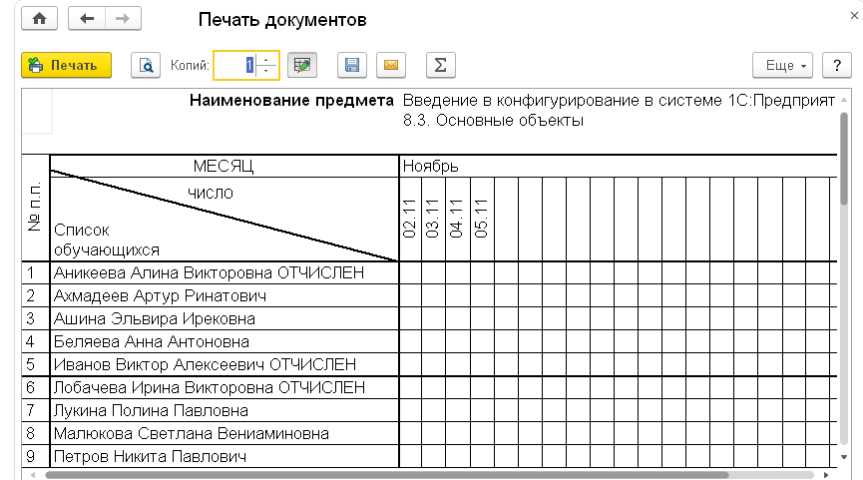 Печать документов
Печать Копий: 1 Σ Еще ?
Наименование предмета Введение в конфигурирование в системе 1С:Предприят
8.3. Основные объекты
№ п.п. МЕСЯЦ Ноябрь
число
02.11 03.11 04.11 05.11
Список
обучающихся
1 Аникеева Алина Викторовна ОТЧИСЛЕН
2 Ахмадеев Артур Ринатович
3 Ашина Эльвира Ирековна
4 Беляева Анна Антоновна
5 Иванов Виктор Алексеевич ОТЧИСЛЕН
6 Лобачева Ирина Викторовна ОТЧИСЛЕН
7 Лукина Полина Павловна
8 Малюкова Светлана Вениаминовна
9 Петров Никита Павлович